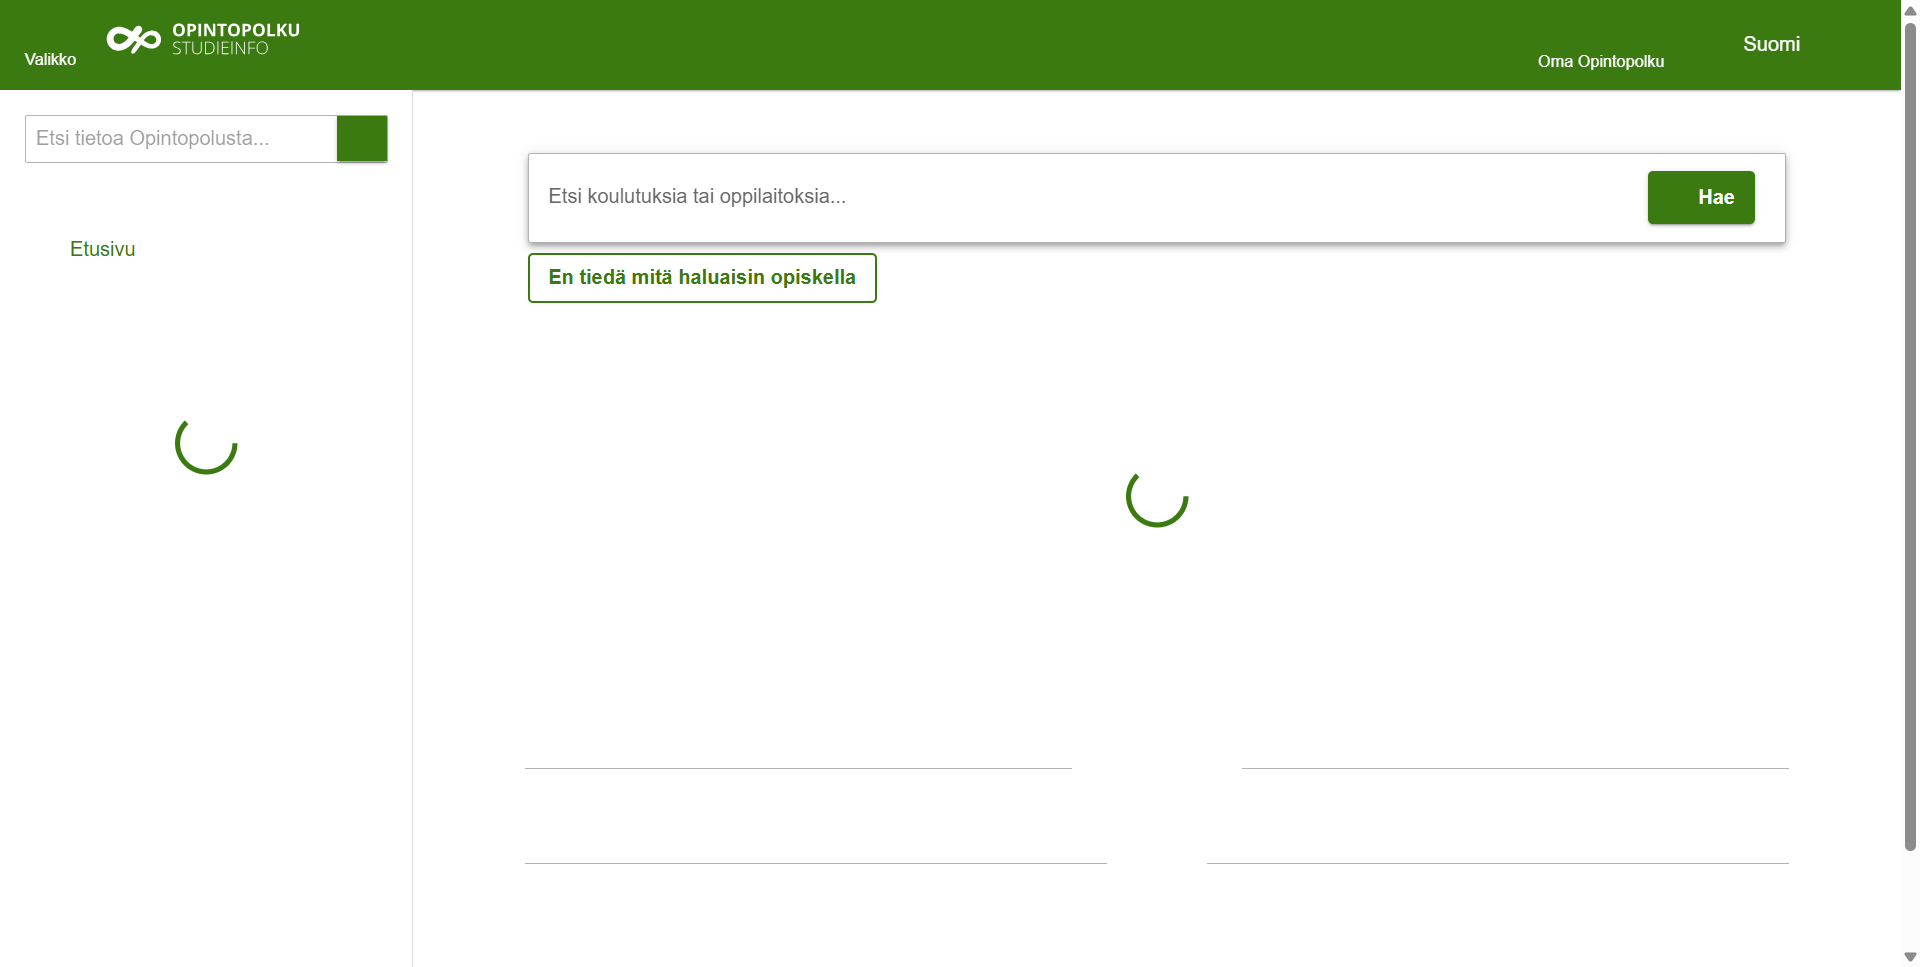 Valikko
OPINTOPOLKU
STUDIEINFO
Oma Opintopolku
Suomi
Etsi tietoa Opintopolusta...
Etusivu
Etsi koulutuksia tai oppilaitoksia...
Hae
En tiedä mitä haluaisin opiskella